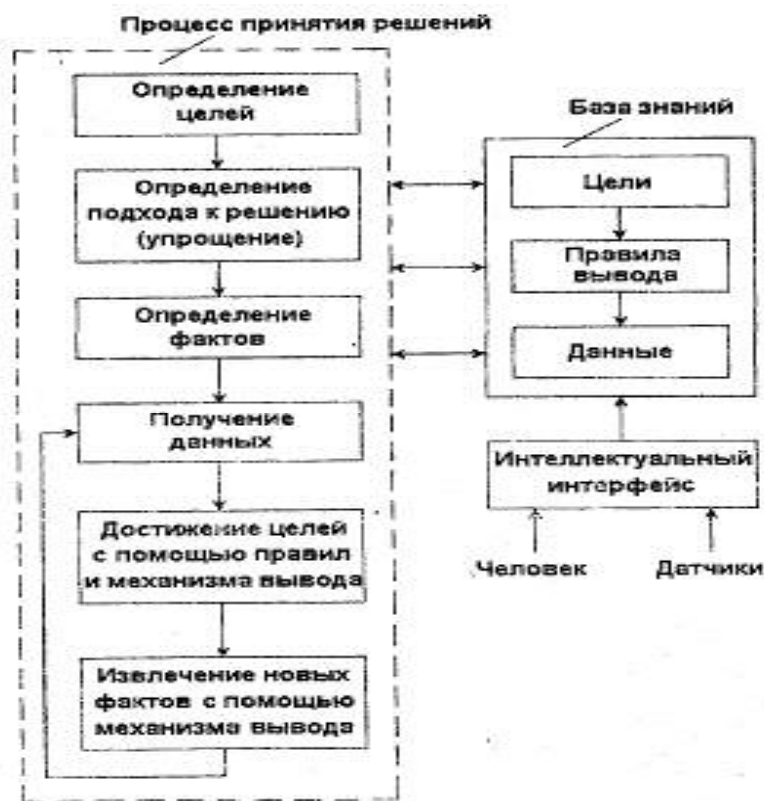 Процесс принятия решений
Определение
целей
Определение
подхода к решению
(упрощение)
Определение
фактов
Получение
данных
Достижение целей
с помощью правил
и механизма вывода
Извлечение новых
фактов с помощью
механизма вывода
База знаний
Цели
Правила
вывода
Данные
Интеллектуальный
интерфейс
Человек
Датчики